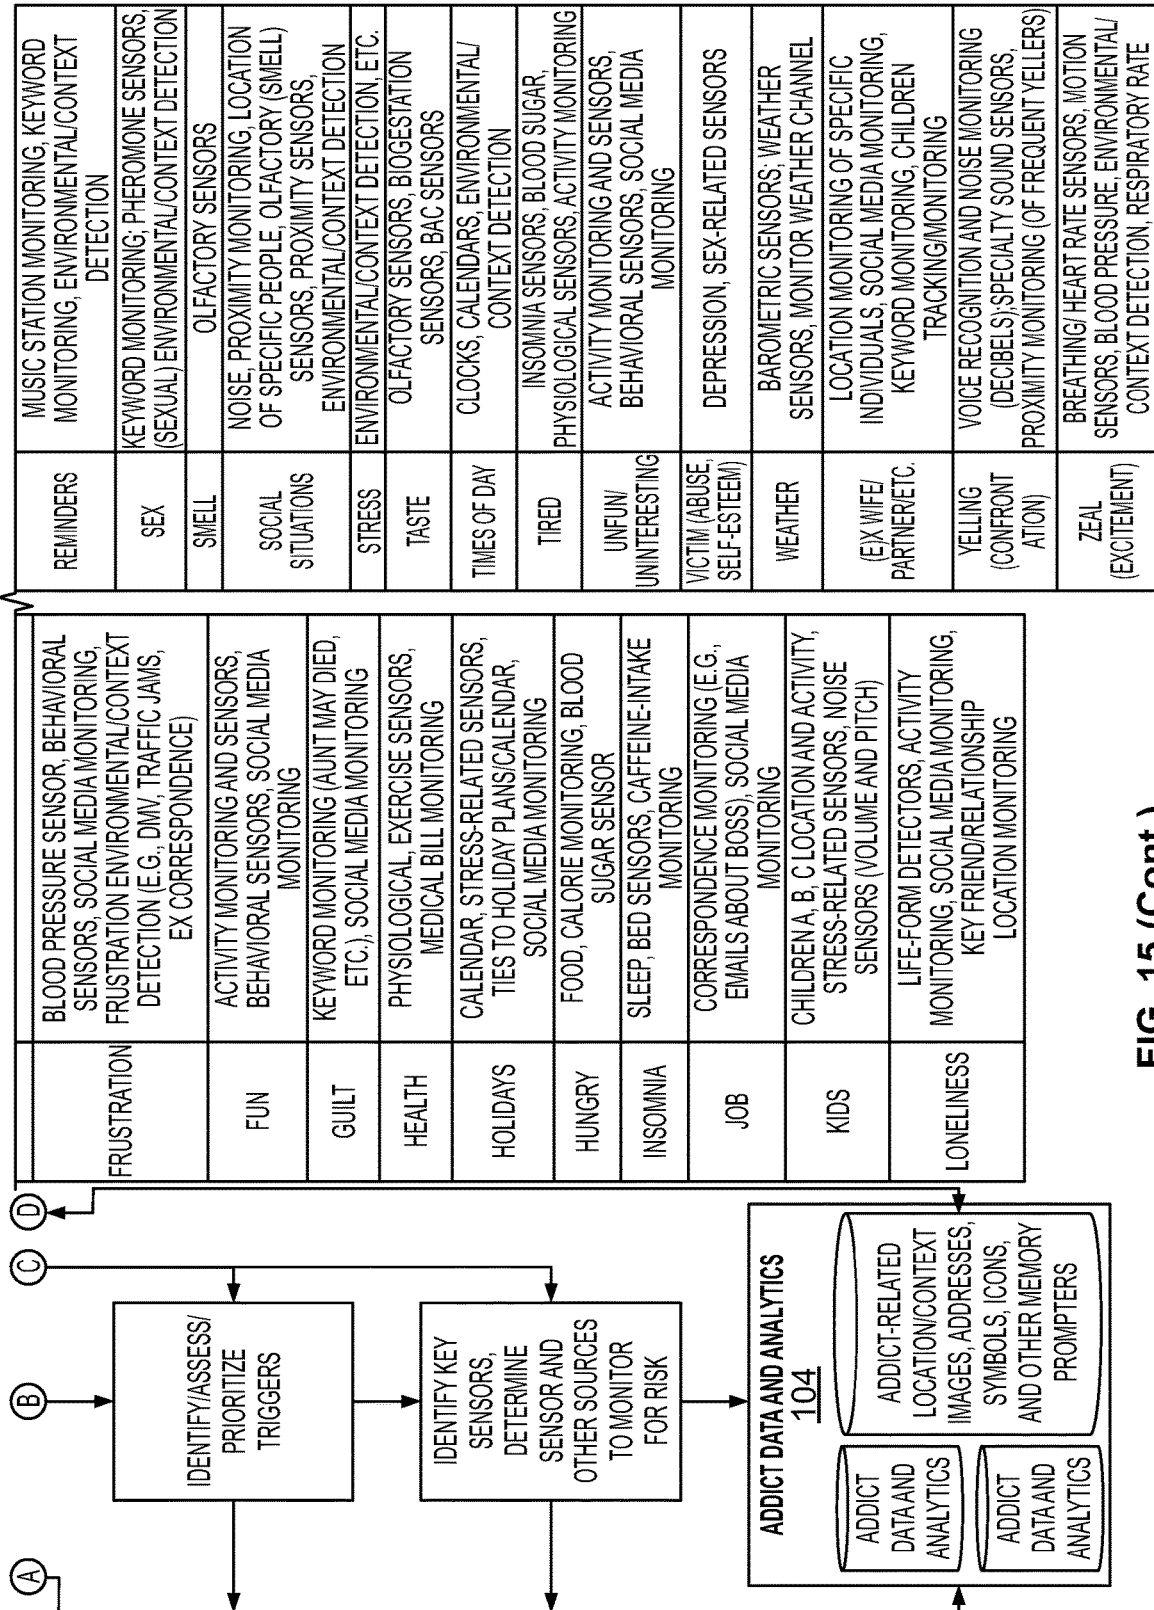 A
B
C
D
IDENTIFY/ASSESS/
PRIORITIZE
TRIGGERS
IDENTIFY KEY
SENSORS,
DETERMINE
SENSOR AND
OTHER SOURCES
TO MONITOR
FOR RISK
ADDICT DATA AND ANALYTICS
104
ADDICT
DATA AND
ANALYTICS
ADDICT
DATA AND
ANALYTICS
ADDICT-RELATED
LOCATION/CONTEXT
IMAGES, ADDRESSES,
SYMBOLS, ICONS,
AND OTHER MEMORY
PROMPTERS
FRUSTRATION
BLOOD PRESSURE SENSOR, BEHAVIORAL
SENSORS, SOCIAL MEDIA MONITORING,
FRUSTRATION ENVIRONMENTAL/CONTEXT
DETECTION (E.G., DMV, TRAFFIC JAMS,
EX CORRESPONDENCE)
FUN
ACTIVITY MONITORING AND SENSORS,
BEHAVIORAL SENSORS, SOCIAL MEDIA
MONITORING
GUILT
KEYWORD MONITORING (AUNT MAY DIED,
ETC.), SOCIAL MEDIA MONITORING
HEALTH
PHYSIOLOGICAL, EXERCISE SENSORS,
MEDICAL BILL MONITORING
HOLIDAYS
CALENDAR, STRESS-RELATED SENSORS,
TIES TO HOLIDAY PLANS/CALENDAR,
SOCIAL MEDIA MONITORING
HUNGRY
FOOD, CALORIE MONITORING, BLOOD
SUGAR SENSOR
INSOMNIA
SLEEP, BED SENSORS, CAFFEINE-INTAKE
MONITORING
JOB
CORRESPONDENCE MONITORING (E.G.,
EMAILS ABOUT BOSS), SOCIAL MEDIA
MONITORING
KIDS
CHILDREN A, B, C LOCATION AND ACTIVITY,
STRESS-RELATED SENSORS, NOISE
SENSORS (VOLUME AND PITCH)
LONELINESS
LIFE-FORM DETECTORS, ACTIVITY
MONITORING, SOCIAL MEDIA MONITORING,
KEY FRIEND/RELATIONSHIP
LOCATION MONITORING
REMINDERS
MUSIC STATION MONITORING, KEYWORD
MONITORING, ENVIRONMENTAL/CONTEXT
DETECTION
SEX
KEYWORD MONITORING; PHEROMONE SENSORS,
(SEXUAL) ENVIRONMENTAL/CONTEXT DETECTION
SMELL
OLFACTORY SENSORS
SOCIAL
SITUATIONS
NOISE, PROXIMITY MONITORING, LOCATION
OF SPECIFIC PEOPLE, OLFACTORY (SMELL)
SENSORS, PROXIMITY SENSORS,
ENVIRONMENTAL/CONTEXT DETECTION
STRESS
ENVIRONMENTAL/CONTEXT DETECTION, ETC.
TASTE
OLFACTORY SENSORS, BIOGESTATION
SENSORS, BAC SENSORS
TIMES OF DAY
CLOCKS, CALENDARS, ENVIRONMENTAL/
CONTEXT DETECTION
TIRED
INSOMNIA SENSORS, BLOOD SUGAR,
PHYSIOLOGICAL SENSORS, ACTIVITY MONITORING
UNFUN/
UNINTERESTING
ACTIVITY MONITORING AND SENSORS,
BEHAVIORAL SENSORS, SOCIAL MEDIA
MONITORING
VICTIM (ABUSE,
SELF-ESTEEM)
DEPRESSION, SEX-RELATED SENSORS
WEATHER
BAROMETRIC SENSORS; WEATHER
SENSORS, MONITOR WEATHER CHANNEL
(E)X WIFE/
PARTNER/ETC.
LOCATION MONITORING OF SPECIFIC
INDIVIDUALS, SOCIAL MEDIA MONITORING,
KEYWORD MONITORING, CHILDREN
TRACKING/MONITORING
YELLING
(CONFRONT
ATION)
VOICE RECOGNITION AND NOISE MONITORING
(DECIBELS);SPECIALTY SOUND SENSORS,
PROXIMITY MONITORING (OF FREQUENT YELLERS)
ZEAL
(EXCITEMENT)
BREATHING/ HEART RATE SENSORS, MOTION
SENSORS, BLOOD PRESSURE, ENVIRONMENTAL/
CONTEXT DETECTION, RESPIRATORY RATE
FIG. 15 (Cont.)